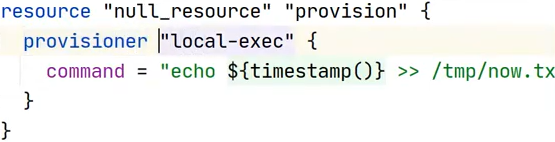 resource "null_resource" "provision" {
  provisioner "local-exec" {
    command = "echo ${timestamp()} >> /tmp/now.tx
  }
}